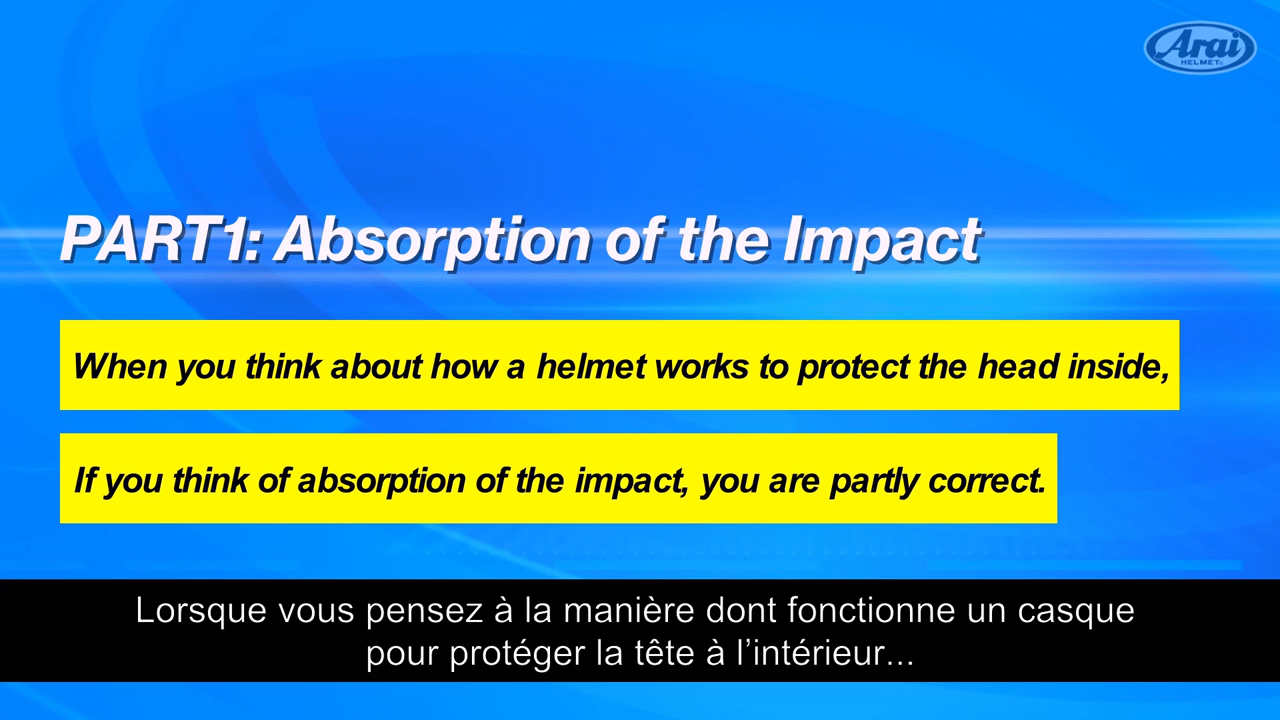 Arai
HELMET
PART1: Absorption of the Impact
When you think about how a helmet works to protect the head inside,
If you think of absorption of the impact, you are partly correct.
Lorsque vous pensez à la manière dont fonctionne un casque
pour protéger la tête à l’intérieur...